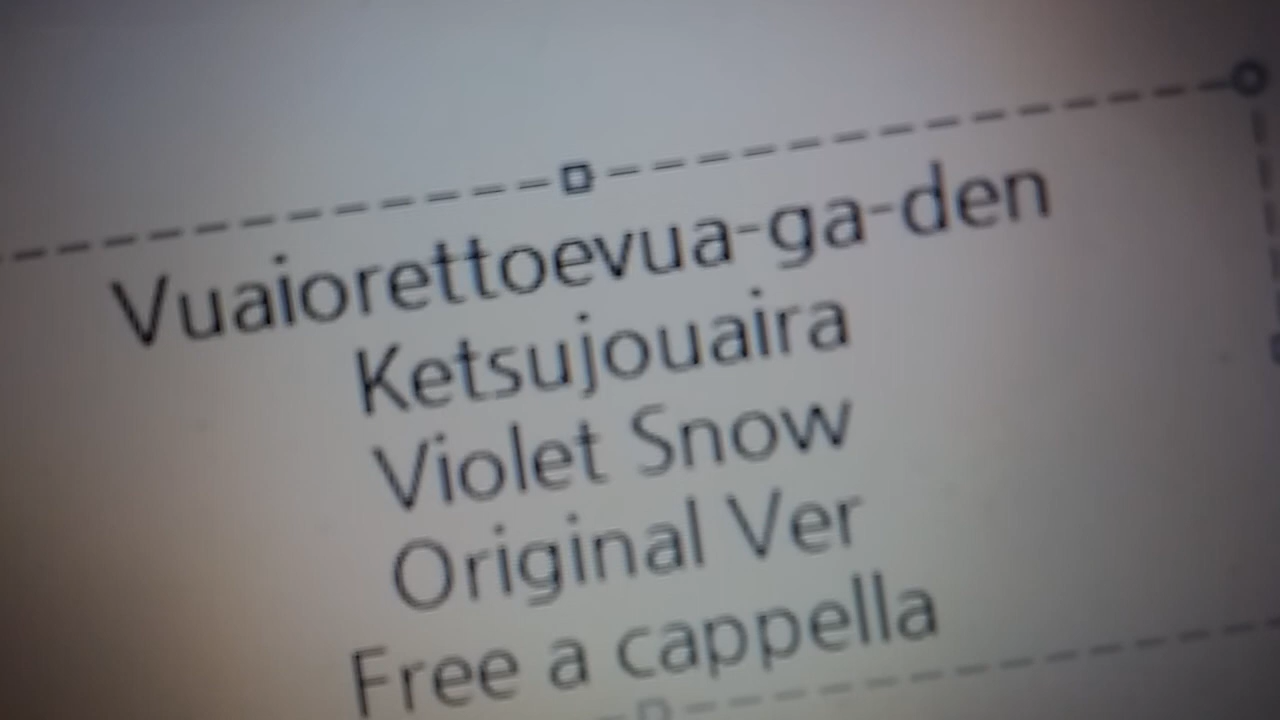 Vuaiorettoevua-ga-den
Ketsujouaira
Violet Snow
Original Ver
Free a cappella